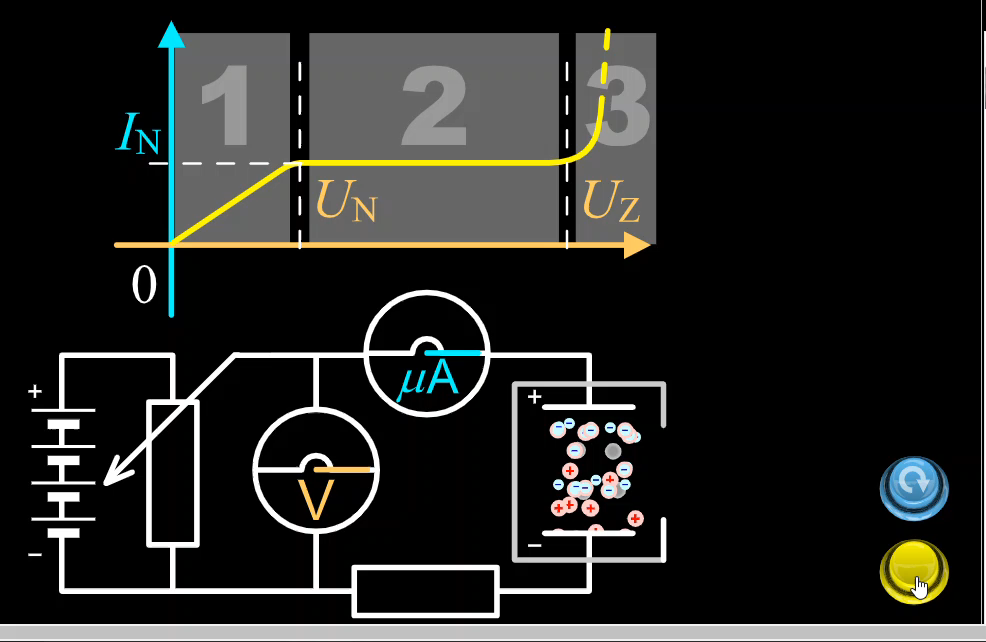 1 2 3
I_N
U_N U_Z
0
μA
+ +
V
− −